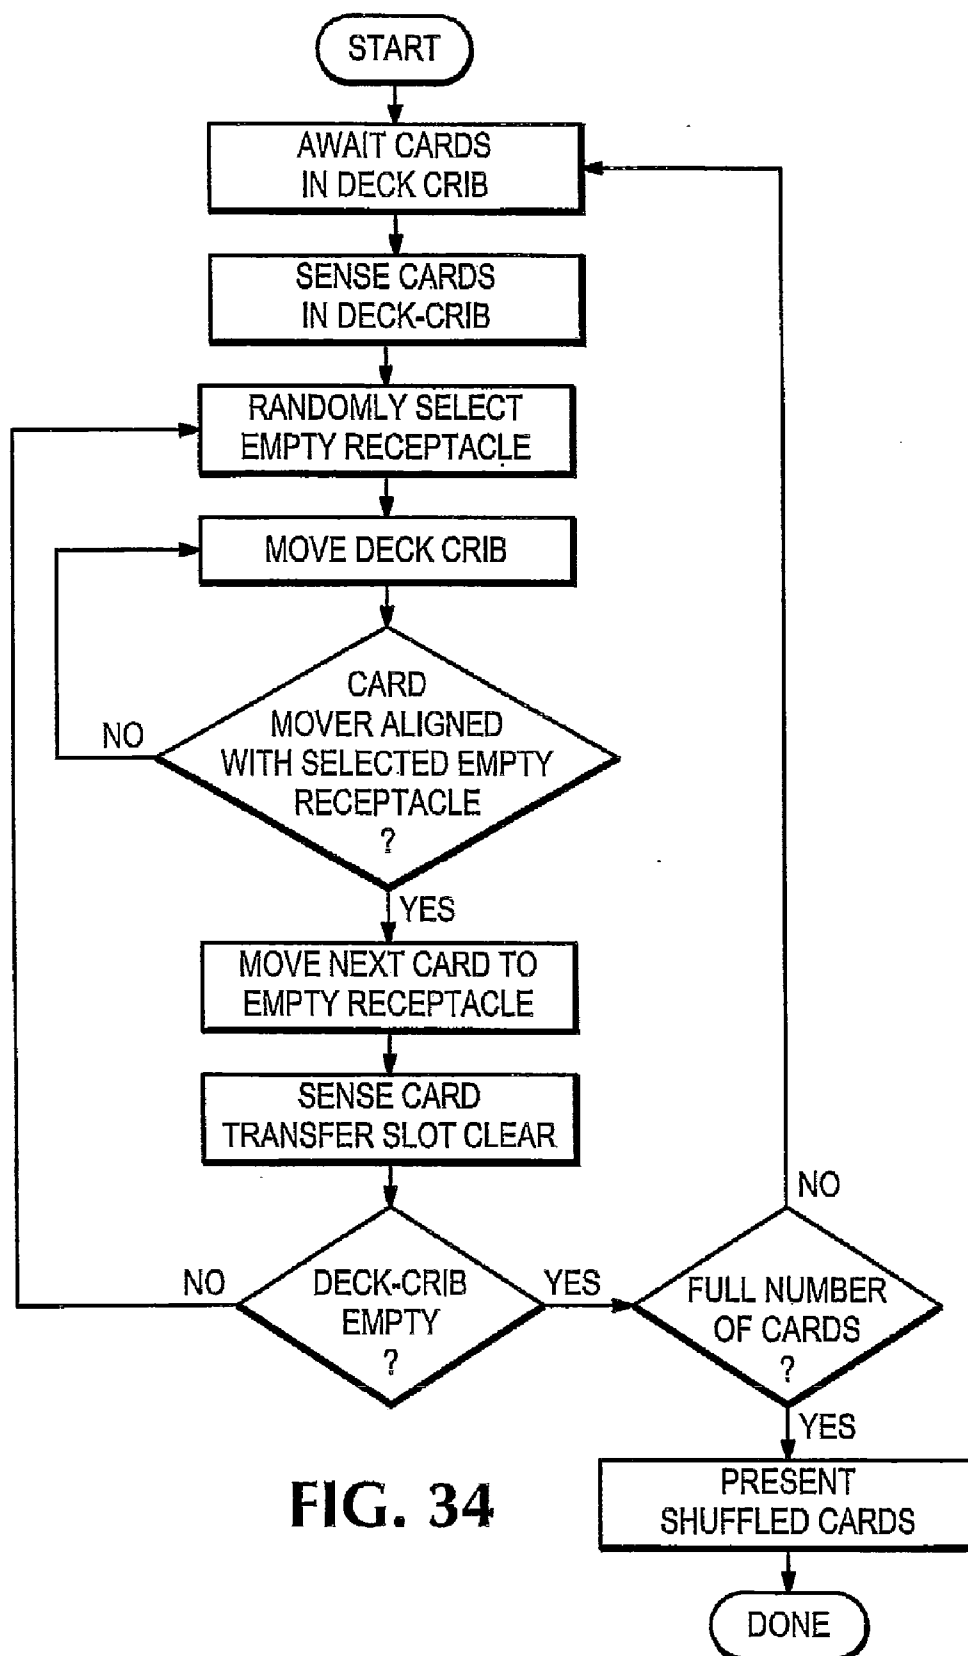 START
AWAIT CARDS
IN DECK CRIB
SENSE CARDS
IN DECK-CRIB
RANDOMLY SELECT
EMPTY RECEPTACLE
MOVE DECK CRIB
CARD
MOVER ALIGNED
WITH SELECTED EMPTY
RECEPTACLE
?
NO
YES
MOVE NEXT CARD TO
EMPTY RECEPTACLE
SENSE CARD
TRANSFER SLOT CLEAR
DECK-CRIB
EMPTY
?
NO
YES
FULL NUMBER
OF CARDS
?
NO
YES
PRESENT
SHUFFLED CARDS
DONE
FIG. 34